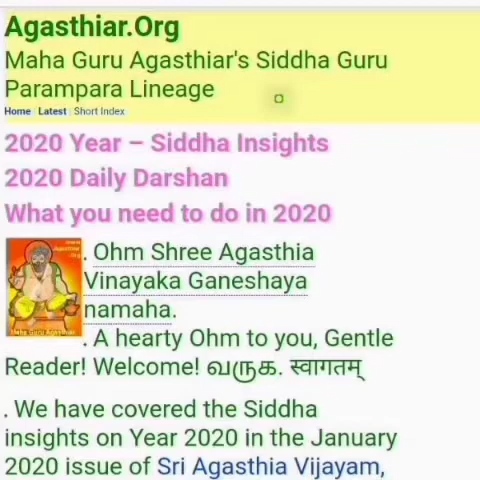 Agasthiar.Org
Maha Guru Agasthiar's Siddha Guru
Parampara Lineage
Home | Latest | Short Index
2020 Year – Siddha Insights
2020 Daily Darshan
What you need to do in 2020
. Ohm Shree Agasthia
Vinayaka Ganeshaya
namaha.
. A hearty Ohm to you, Gentle
Reader! Welcome! வருக. स्वागतम्
. We have covered the Siddha
insights on Year 2020 in the January
2020 issue of Sri Agasthia Vijayam,